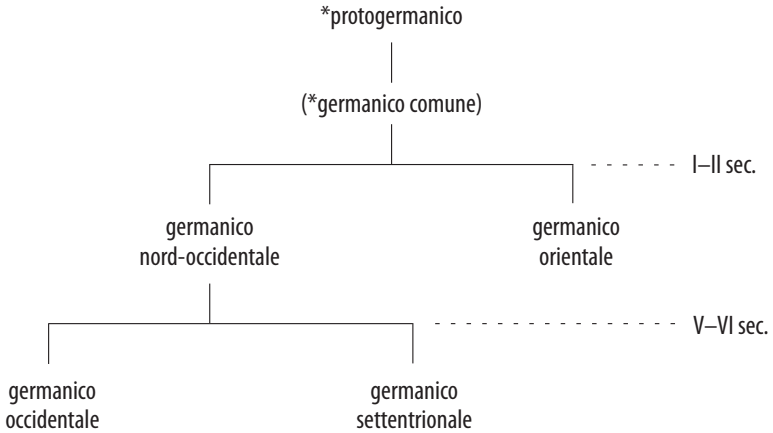 *protogermanico
(*germanico comune)
I–II sec.
germanico
nord-occidentale
germanico
orientale
V–VI sec.
germanico
occidentale
germanico
settentrionale